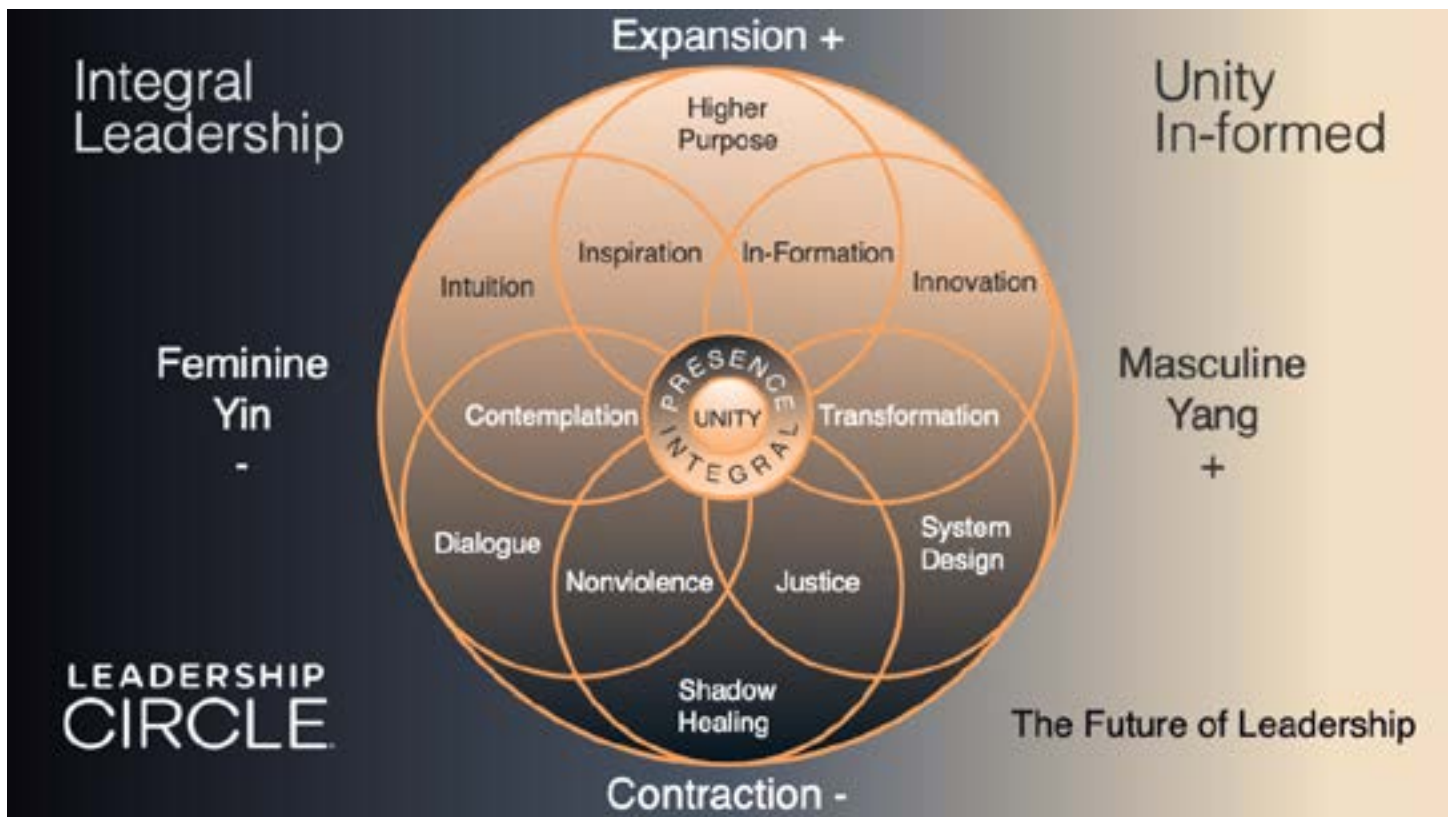 Expansion +
Integral
Leadership
Unity
In-formed
Higher
Purpose
Inspiration
In-Formation
Intuition
Innovation
Feminine
Yin
-
Masculine
Yang
+
PRESENCE
UNITY
INTEGRAL
Contemplation
Transformation
Dialogue
System
Design
Nonviolence
Justice
Shadow
Healing
LEADERSHIP
CIRCLE
The Future of Leadership
Contraction -